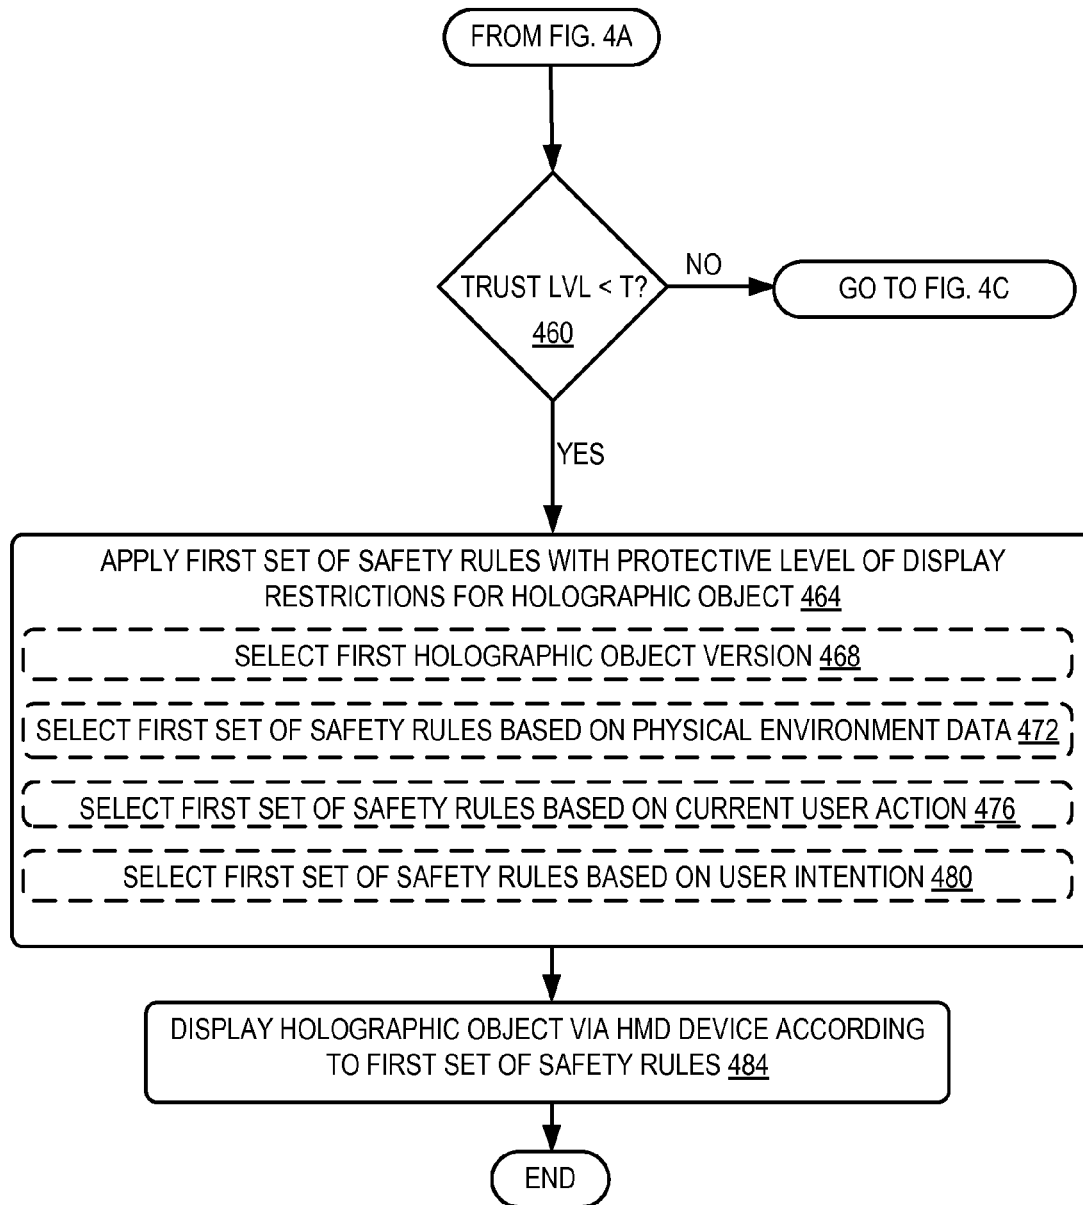 FROM FIG. 4A
TRUST LVL < T?
460
NO
GO TO FIG. 4C
YES
APPLY FIRST SET OF SAFETY RULES WITH PROTECTIVE LEVEL OF DISPLAY
RESTRICTIONS FOR HOLOGRAPHIC OBJECT 464
SELECT FIRST HOLOGRAPHIC OBJECT VERSION 468
SELECT FIRST SET OF SAFETY RULES BASED ON PHYSICAL ENVIRONMENT DATA 472
SELECT FIRST SET OF SAFETY RULES BASED ON CURRENT USER ACTION 476
SELECT FIRST SET OF SAFETY RULES BASED ON USER INTENTION 480
DISPLAY HOLOGRAPHIC OBJECT VIA HMD DEVICE ACCORDING
TO FIRST SET OF SAFETY RULES 484
END